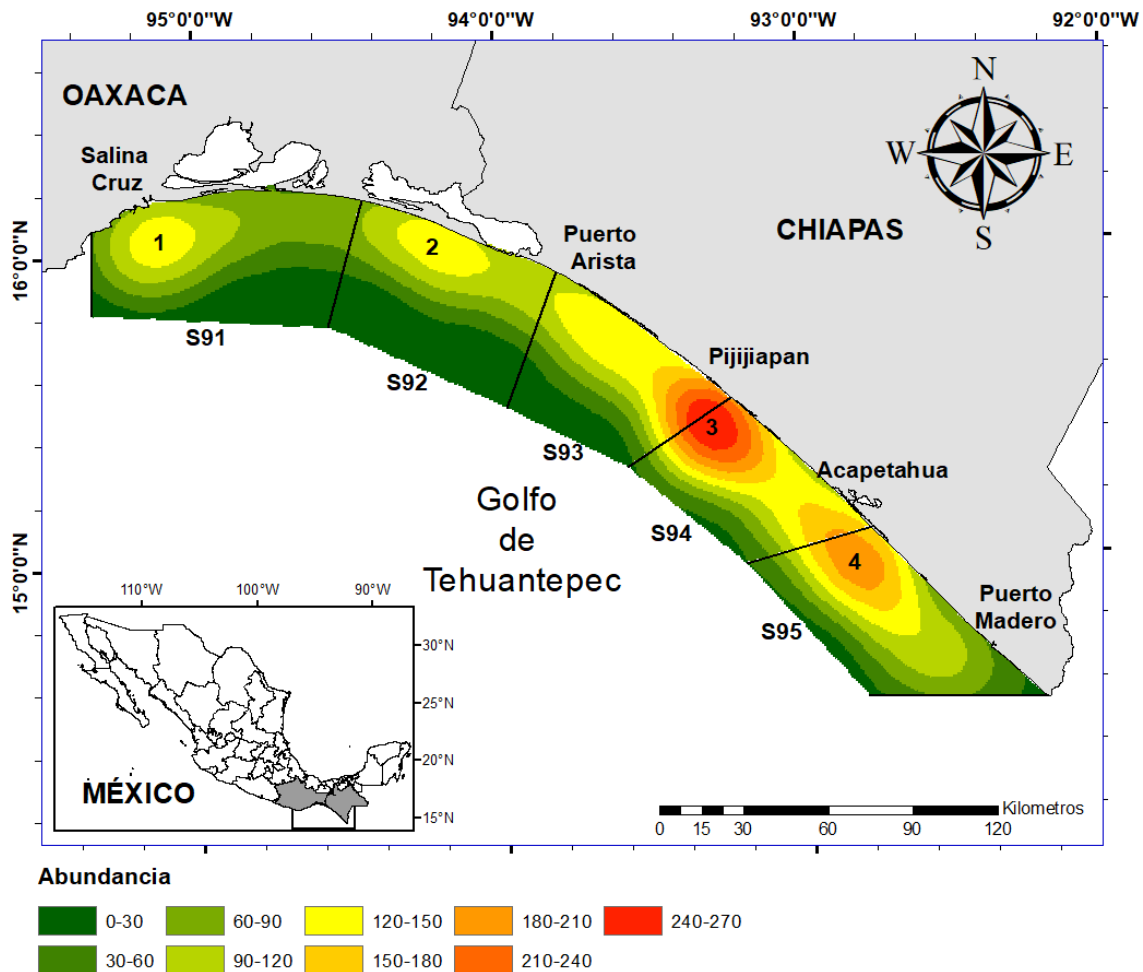 95°0'0"W 94°0'0"W 93°0'0"W 92°0'0"W
OAXACA
Salina
Cruz
N
W E
S
CHIAPAS
16°0'0"N
15°0'0"N
Puerto
Arista
Pijijiapan
Acapetahua
Puerto
Madero
1
2
3
4
S91
S92
S93
S94
S95
Golfo
de
Tehuantepec
110°W 100°W 90°W
30°N
25°N
20°N
15°N
MÉXICO
Kilometros
0 15 30 60 90 120
Abundancia
0-30 60-90 120-150 180-210 240-270
30-60 90-120 150-180 210-240